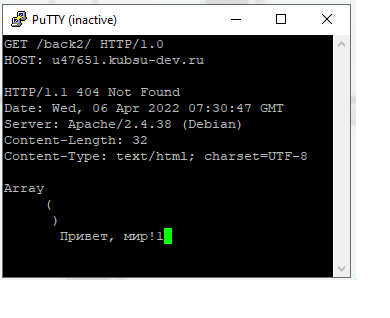 PuTTY (inactive)
GET /back2/ HTTP/1.0
HOST: u47651.kubsu-dev.ru
HTTP/1.1 404 Not Found
Date: Wed, 06 Apr 2022 07:30:47 GMT
Server: Apache/2.4.38 (Debian)
Content-Length: 32
Content-Type: text/html; charset=UTF-8
Array
(
)
Привет, мир!1